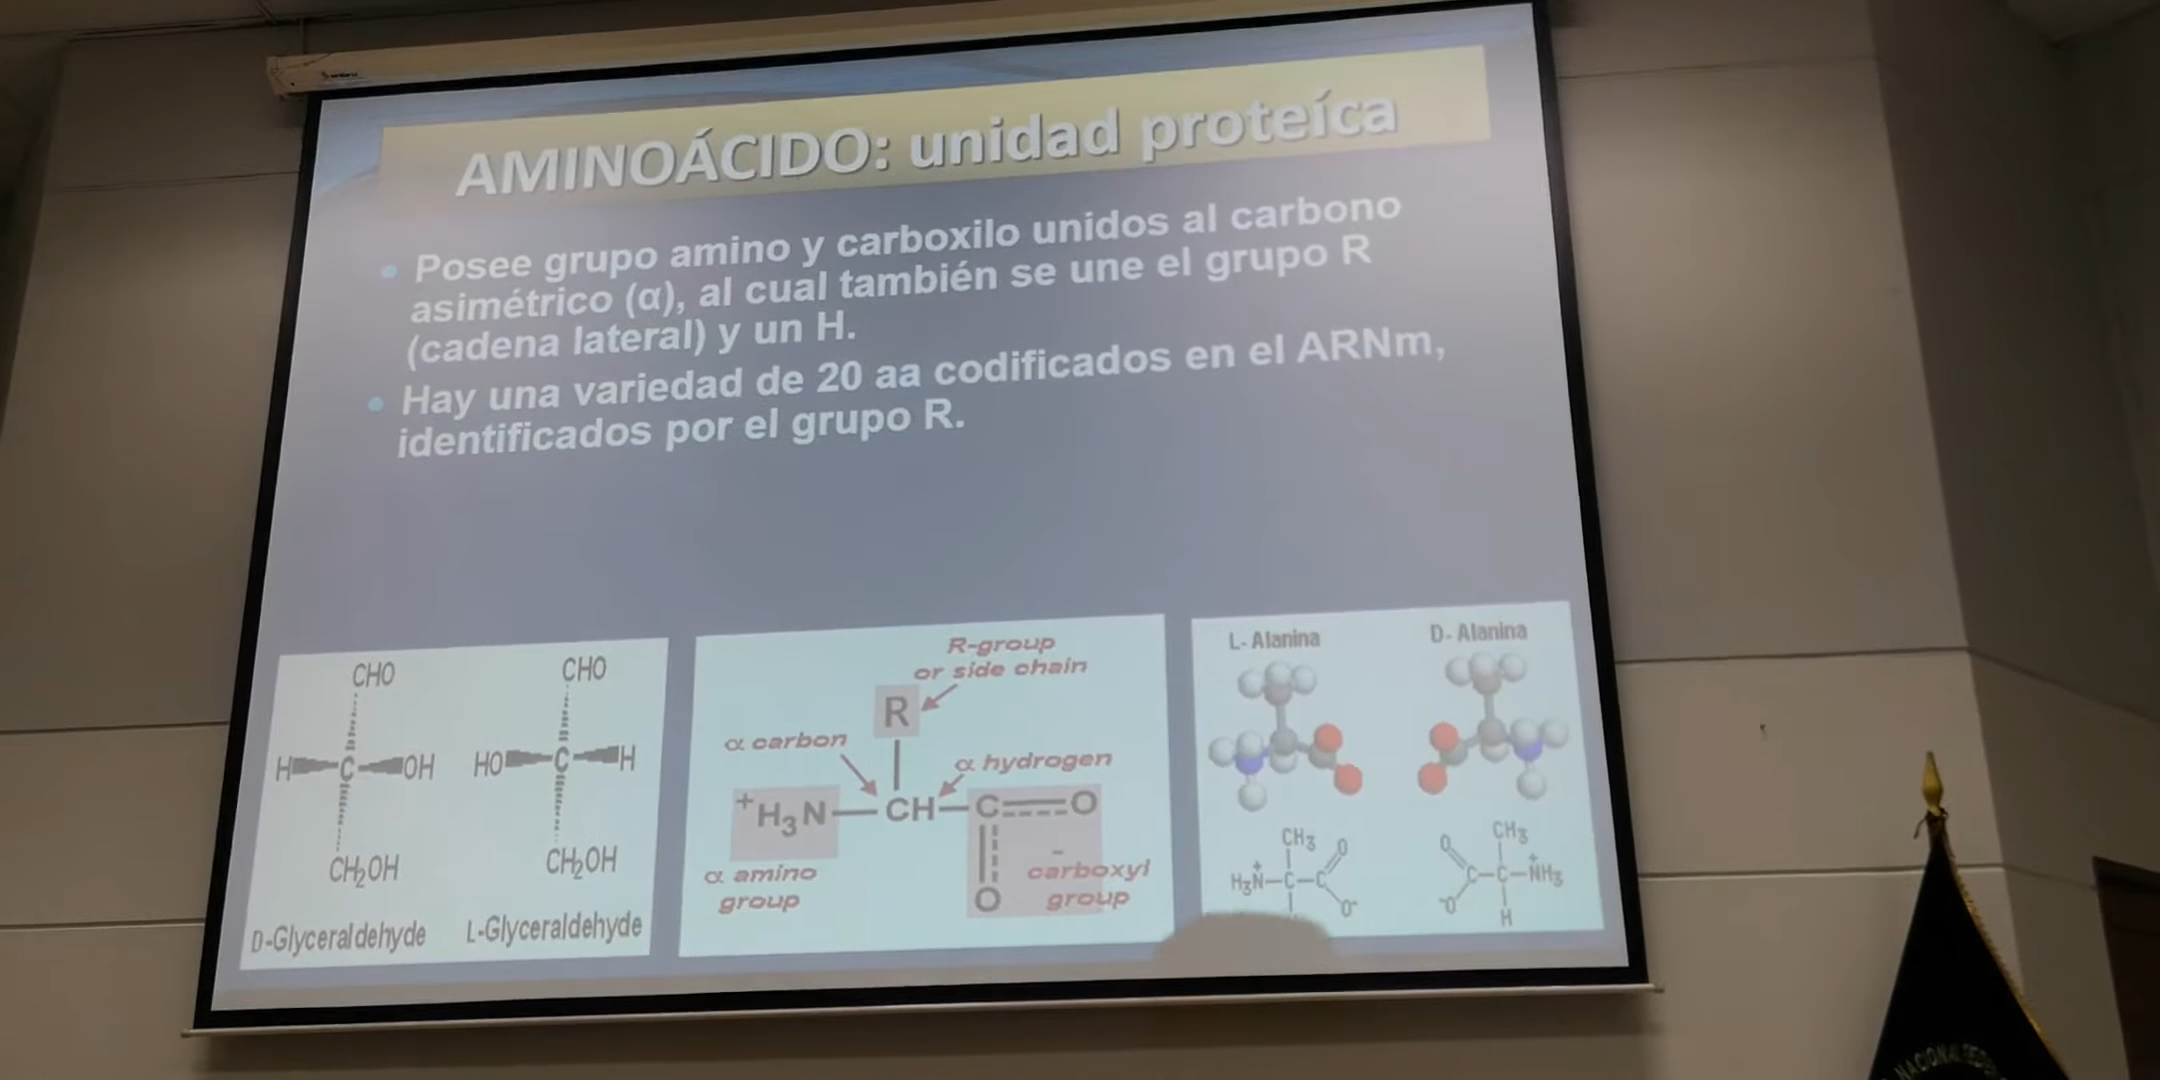 AMINOÁCIDO: unidad proteíca
Posee grupo amino y carboxilo unidos al carbono
asimétrico (α), al cual también se une el grupo R
(cadena lateral) y un H.
Hay una variedad de 20 aa codificados en el ARNm,
identificados por el grupo R.
CHO
H C OH
CH₂OH
D-Glyceraldehyde
CHO
HO C H
CH₂OH
L-Glyceraldehyde
R-group
or side chain
R
α carbon
α hydrogen
⁺H₃N—CH—C O
O
-
α amino
group
carboxyl
group
L- Alanina
CH₃
H₃N⁺—C—C
O
O⁻
D- Alanina
CH₃
O
C—C—N⁺H₃
⁻O
H
NACIONAL